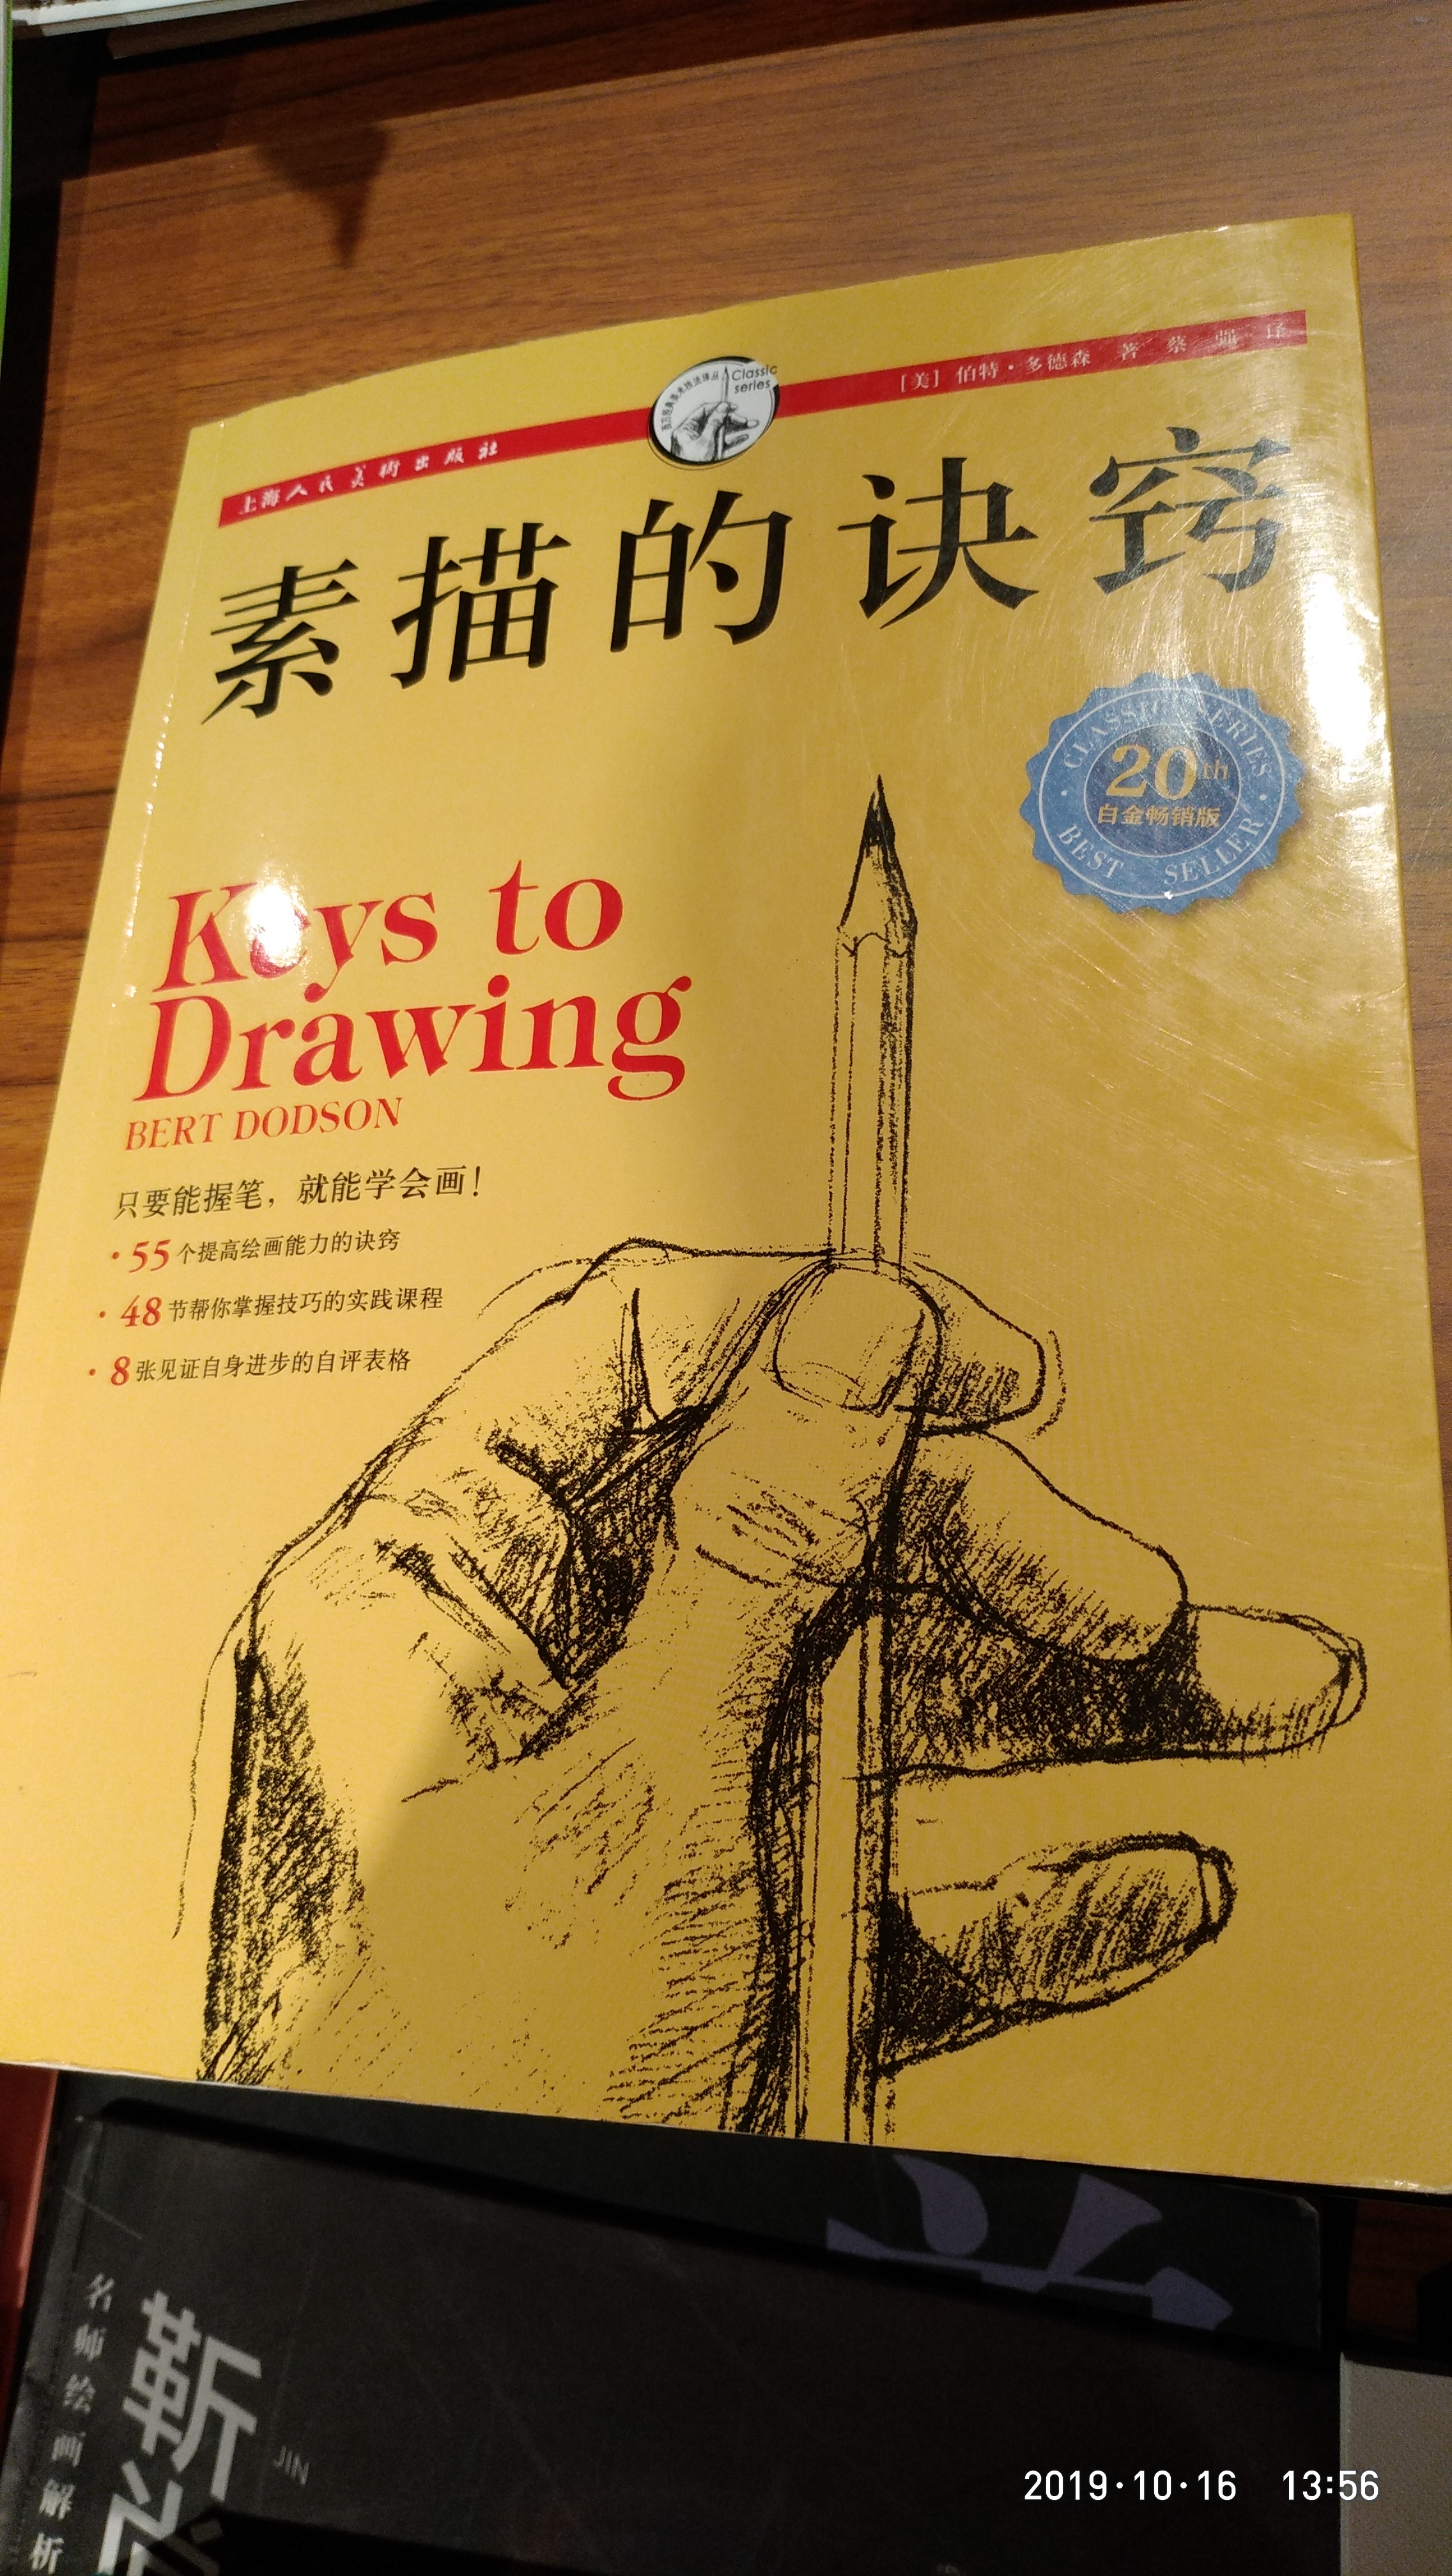 上海人民美術出版社
Classic
series
[美] 伯特·多德森 著 蔡强 译
素描的诀窍
CLASSIC SERIES
20th
白金畅销版
BEST SELLER
Keys to
Drawing
BERT DODSON
只要能握笔，就能学会画！
·55个提高绘画能力的诀窍
·48节帮你掌握技巧的实践课程
·8张见证自身进步的自评表格
名师绘画解析
靳尚
JIN
2019·10·16 13:56